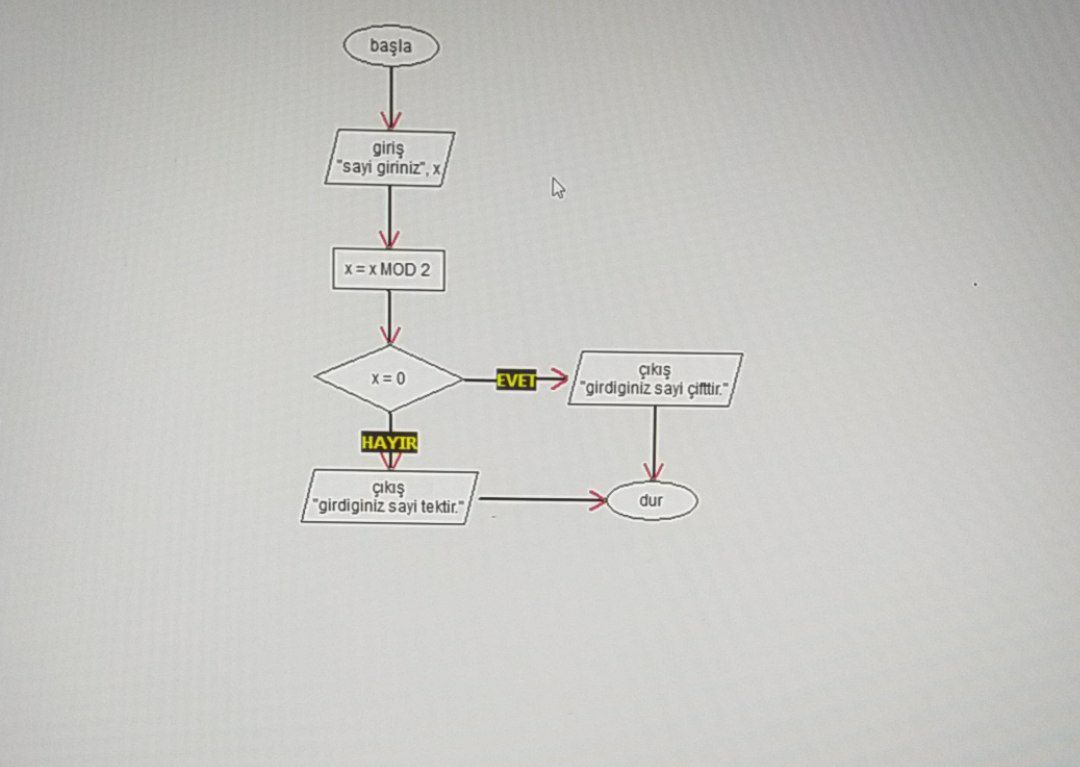 başla
giriş
"sayi giriniz", x
x = x MOD 2
x = 0
EVET
çıkış
"girdiginiz sayi çifttir."
HAYIR
çıkış
"girdiginiz sayi tektir."
dur